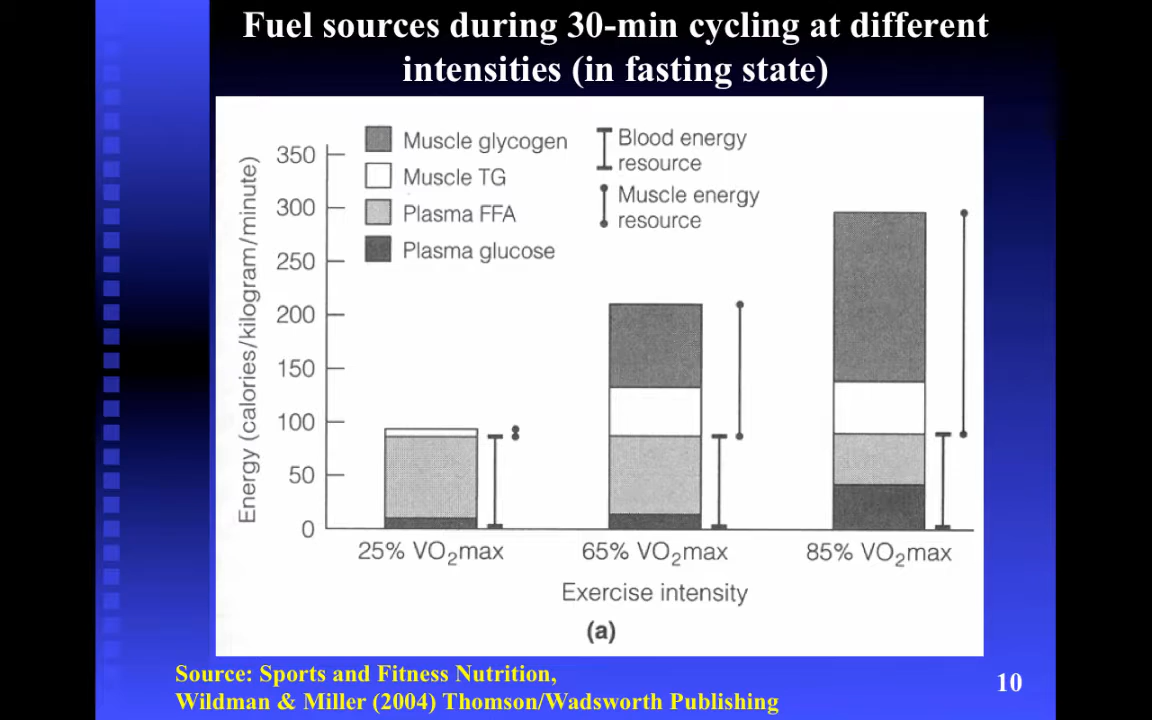 Fuel sources during 30-min cycling at different
intensities (in fasting state)
Muscle glycogen
Muscle TG
Plasma FFA
Plasma glucose
Blood energy
resource
Muscle energy
resource
Energy (calories/kilogram/minute)
350
300
250
200
150
100
50
0
25% VO₂max
65% VO₂max
85% VO₂max
Exercise intensity
(a)
Source: Sports and Fitness Nutrition,
Wildman & Miller (2004) Thomson/Wadsworth Publishing
10